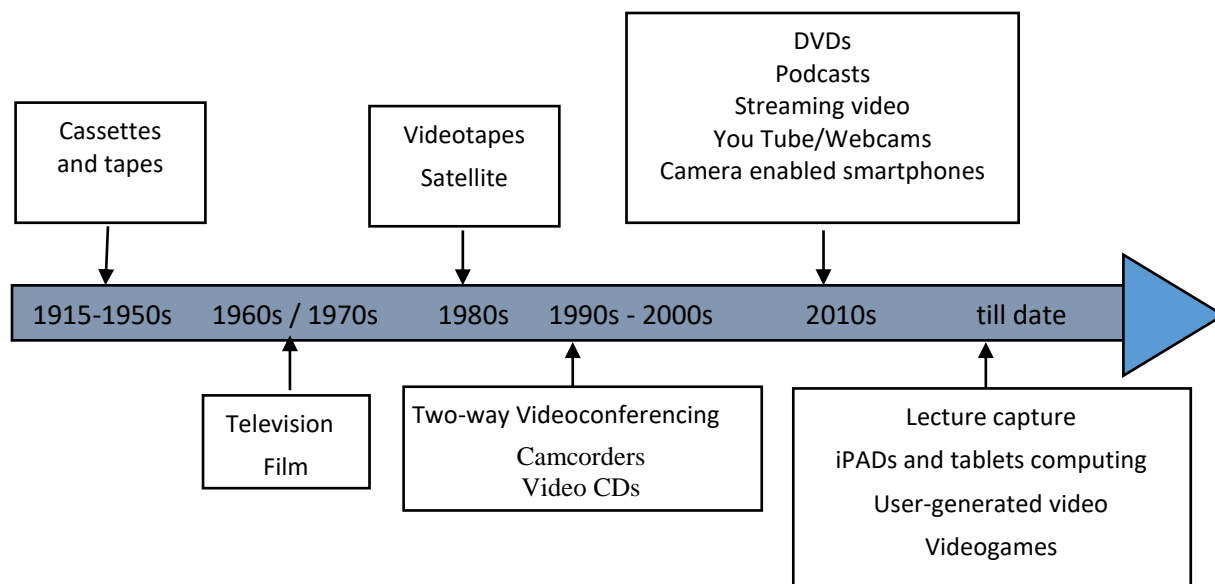 DVDs
Podcasts
Streaming video
You Tube/Webcams
Camera enabled smartphones
Cassettes
and tapes
Videotapes
Satellite
1915-1950s
1960s / 1970s
1980s
1990s - 2000s
2010s
till date
Television
Film
Two-way Videoconferencing
Camcorders
Video CDs
Lecture capture
iPADs and tablets computing
User-generated video
Videogames